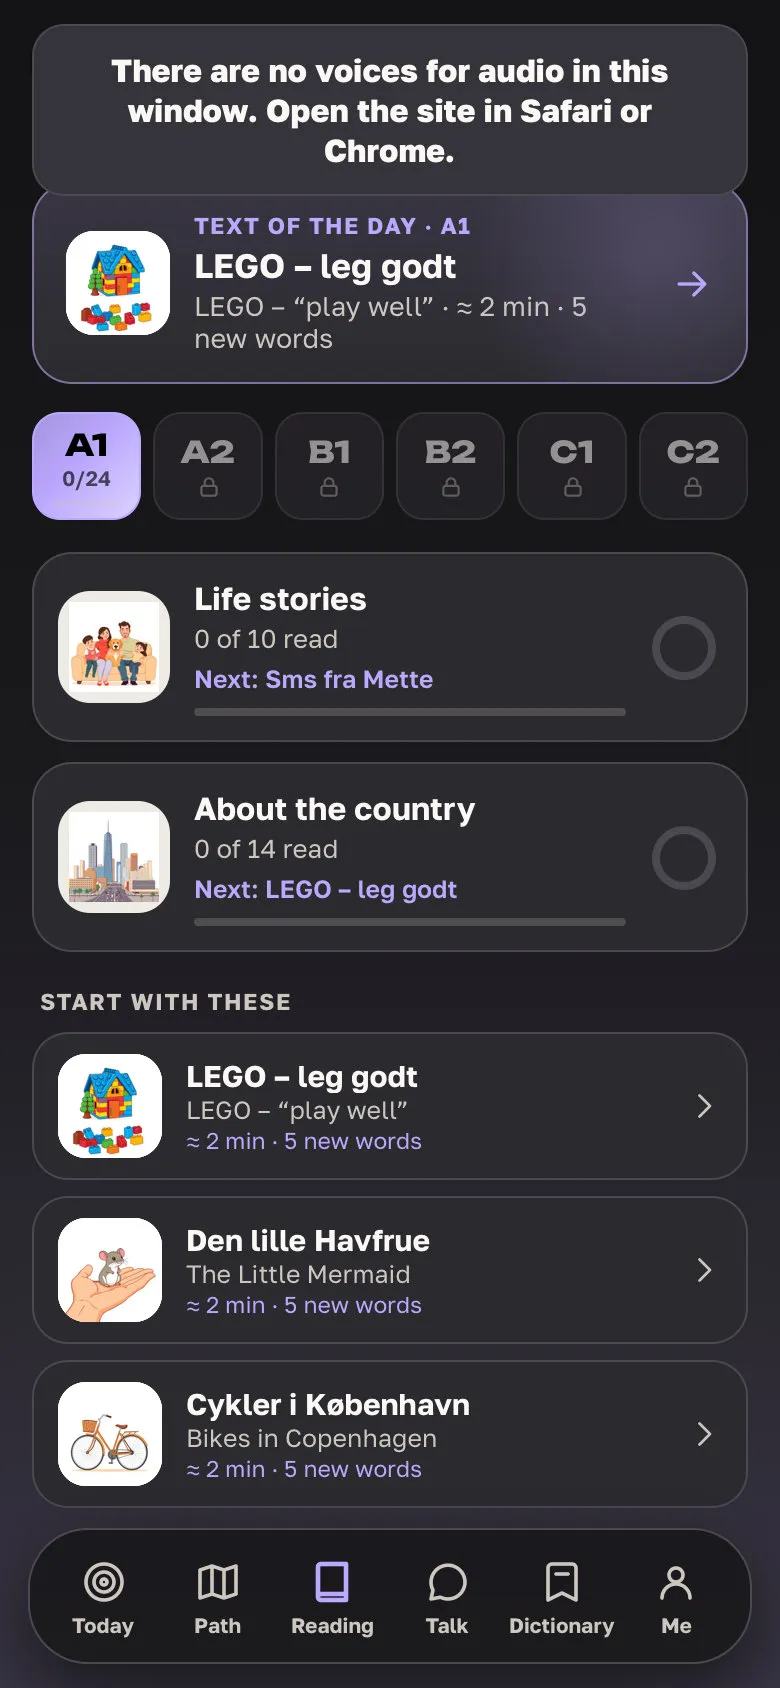 There are no voices for audio in this
window. Open the site in Safari or
Chrome.
TEXT OF THE DAY · A1
LEGO – leg godt
LEGO – “play well” · ≈ 2 min · 5
new words
A1
0/24
A2
B1
B2
C1
C2
Life stories
0 of 10 read
Next: Sms fra Mette
About the country
0 of 14 read
Next: LEGO – leg godt
START WITH THESE
LEGO – leg godt
LEGO – “play well”
≈ 2 min · 5 new words
Den lille Havfrue
The Little Mermaid
≈ 2 min · 5 new words
Cykler i København
Bikes in Copenhagen
≈ 2 min · 5 new words
Today
Path
Reading
Talk
Dictionary
Me